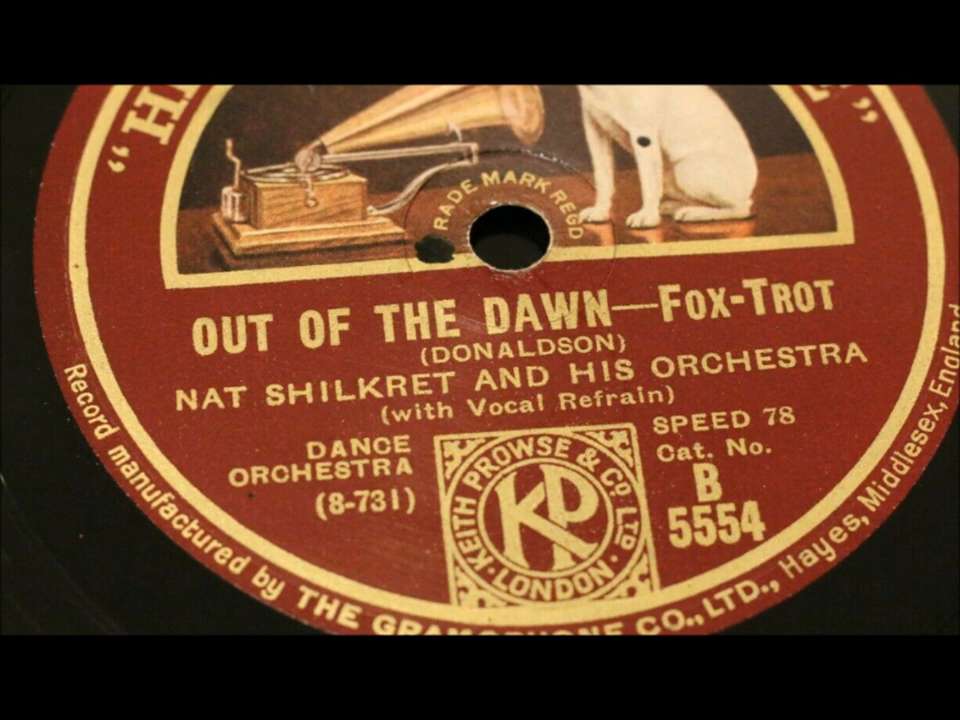 RADE MARK REGD
OUT OF THE DAWN—FOX-TROT
(DONALDSON)
NAT SHILKRET AND HIS ORCHESTRA
(with Vocal Refrain)
DANCE
ORCHESTRA
(8-731)
KEITH PROWSE & CO. LTD
KP
· LONDON ·
SPEED 78
Cat. No.
B
5554
Record manufactured by THE GRAMOPHONE CO., LTD., Hayes, Middlesex, England